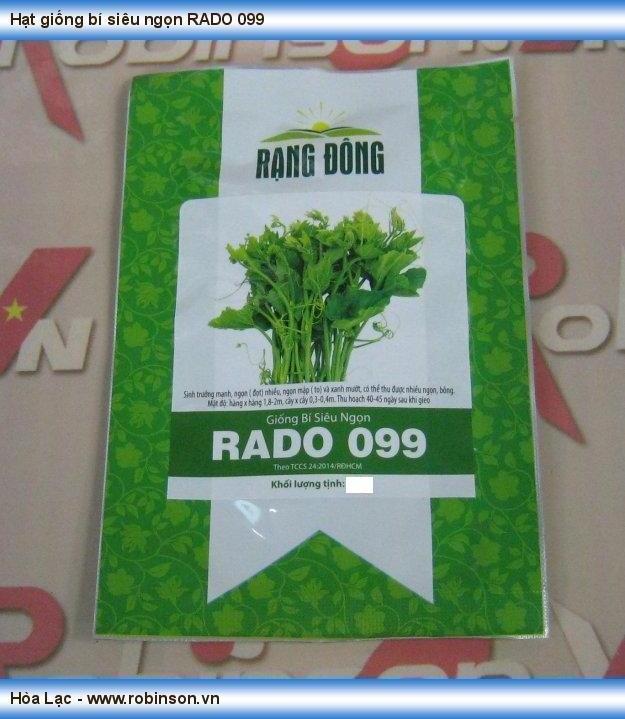 Hạt giống bí siêu ngọn RADO 099
RẠNG ĐÔNG
Sinh trưởng mạnh, ngọn ( đọt) nhiều, ngọn mập ( to) và xanh mướt, có thể thu được nhiều ngọn, bông.
Mật độ: hàng x hàng 1,8-2m, cây x cây 0,3-0,4m. Thu hoạch 40-45 ngày sau khi gieo
Giống Bí Siêu Ngọn
RADO 099
Theo TCCS 24:2014/RĐHCM
Khối lượng tịnh:
Hòa Lạc - www.robinson.vn